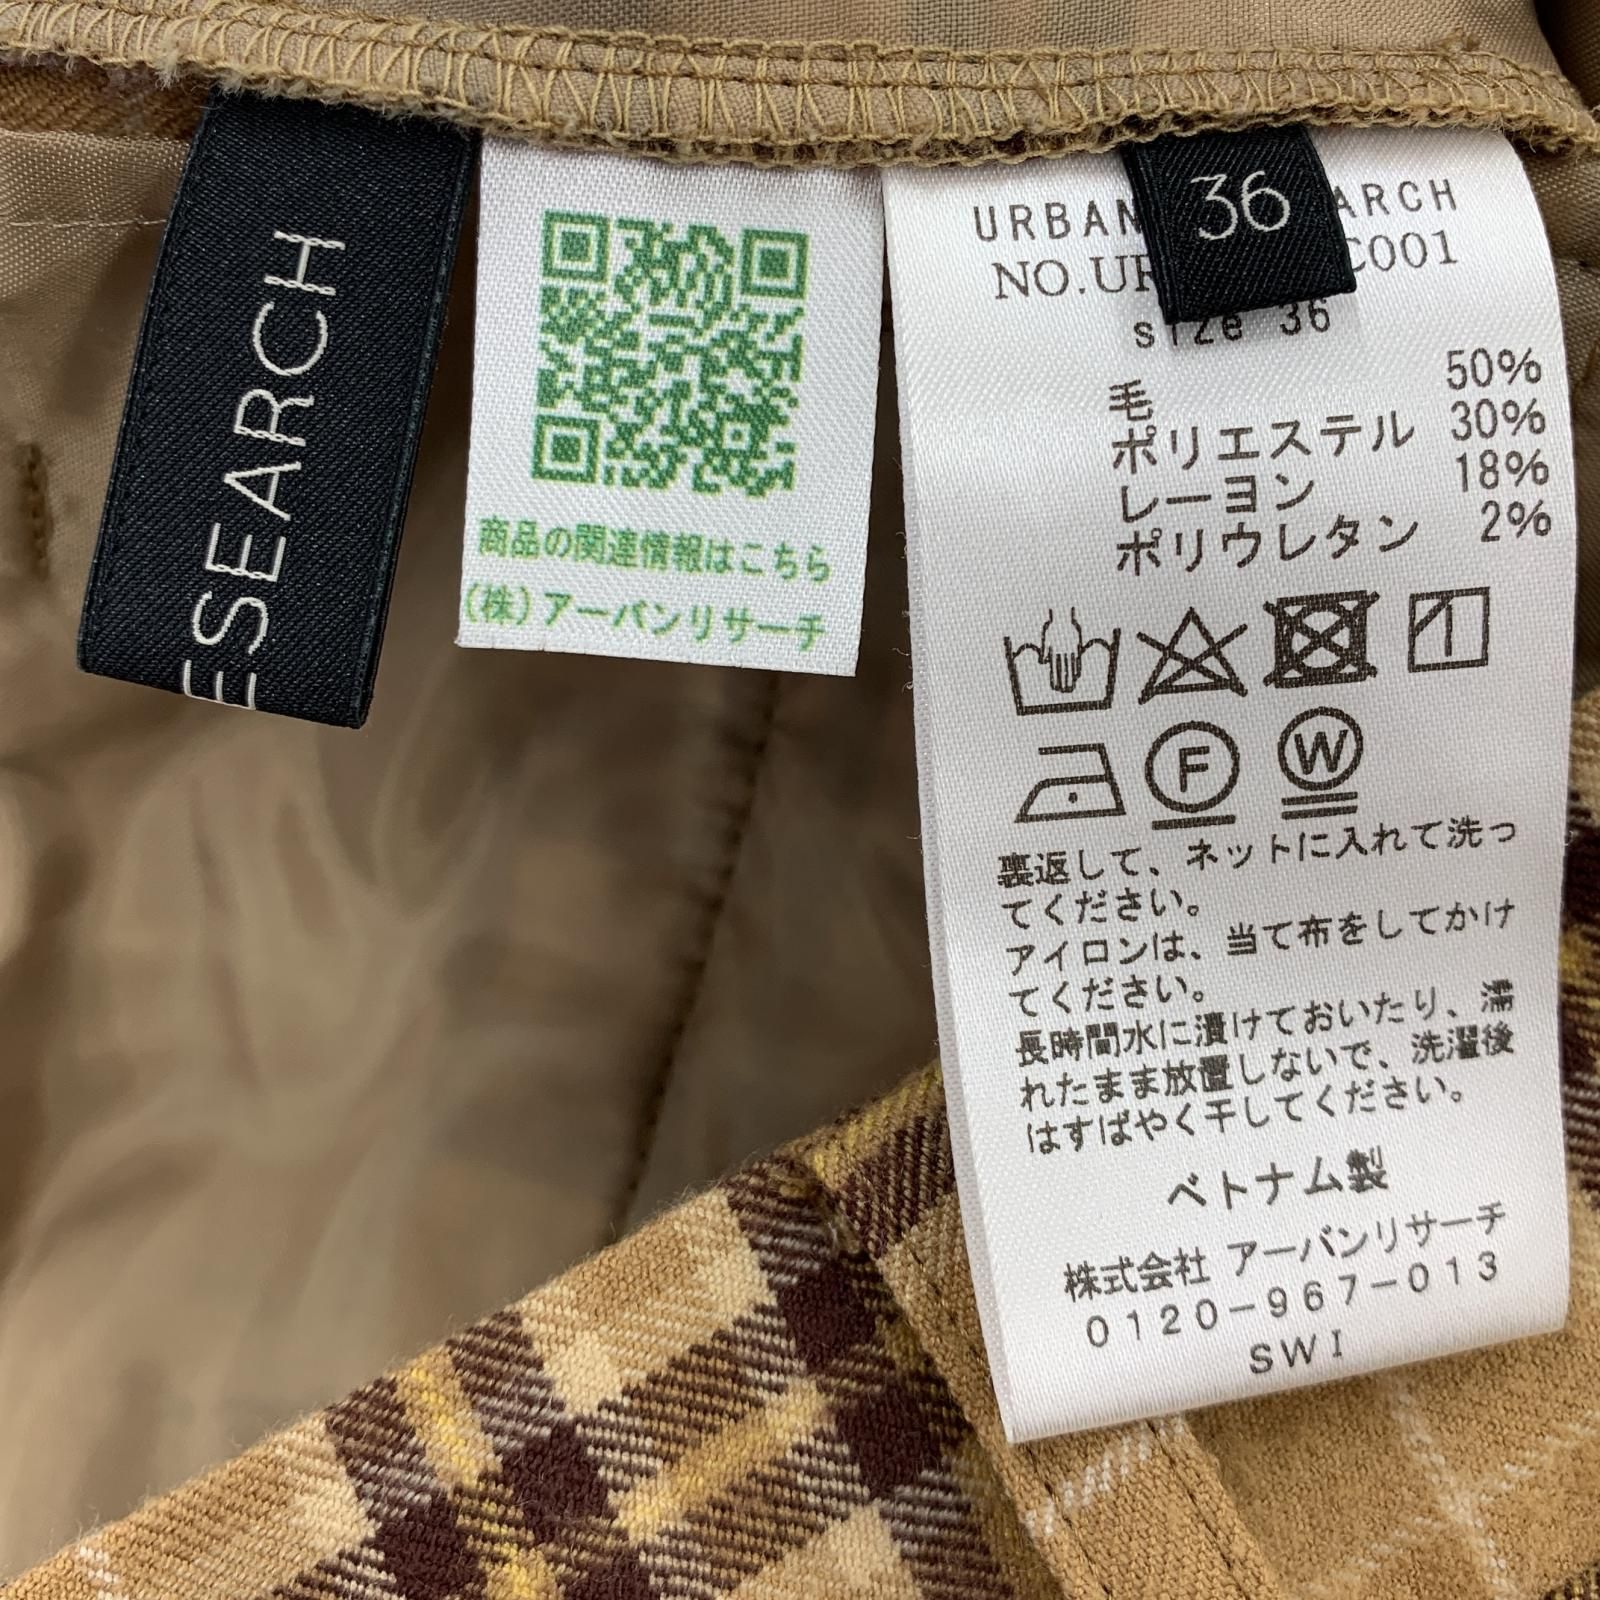 ESEARCH
商品の関連情報はこちら
(株)アーバンリサーチ
36
URBAN ARCH
NO.UR C001
size 36
毛 50%
ポリエステル 30%
レーヨン 18%
ポリウレタン 2%
F W
裏返して、ネットに入れて洗っ
てください。
アイロンは、当て布をしてかけ
てください。
長時間水に漬けておいたり、濡
れたまま放置しないで、洗濯後
はすばやく干してください。
ベトナム製
株式会社 アーバンリサーチ
0120-967-013
SWI